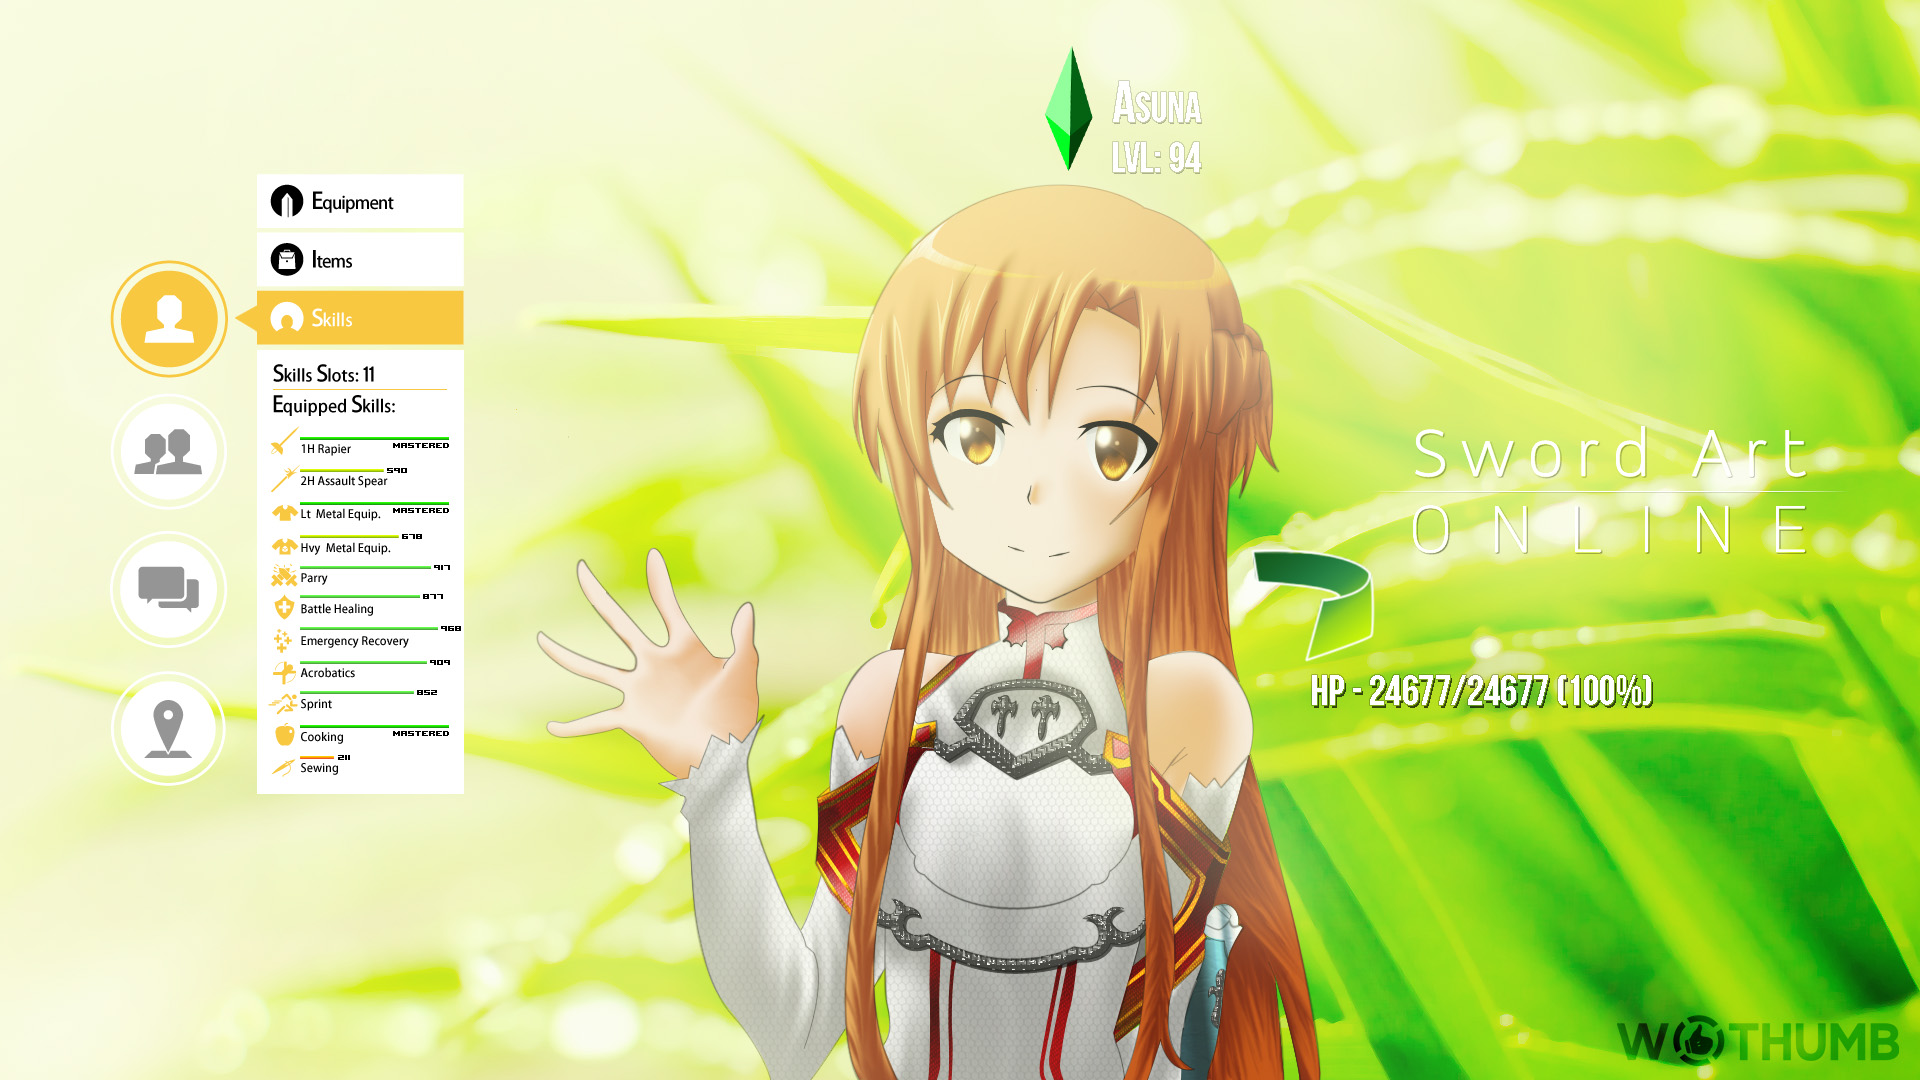 Asuna
LVL: 94
Equipment
Items
Skills
Skills Slots: 11
Equipped Skills:
MASTERED
1H Rapier
590
2H Assault Spear
MASTERED
Lt Metal Equip.
678
Hvy Metal Equip.
917
Parry
877
Battle Healing
968
Emergency Recovery
909
Acrobatics
852
Sprint
MASTERED
Cooking
211
Sewing
Sword Art
ONLINE
HP - 24677/24677 (100%)
WOTHUMB